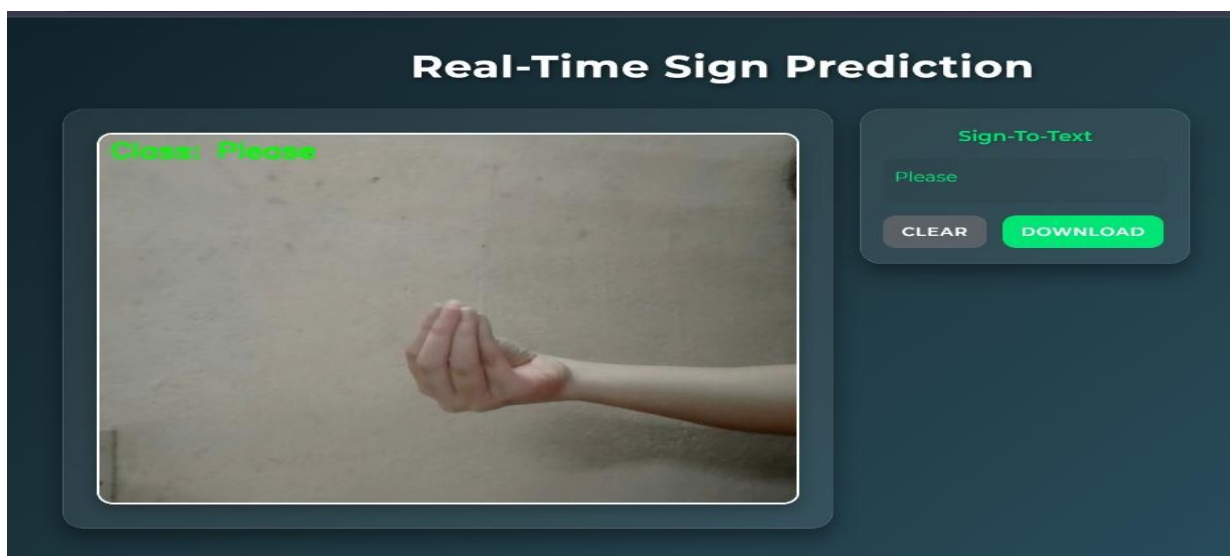 Real-Time Sign Prediction
Class: Please
Sign-To-Text
Please
CLEAR
DOWNLOAD